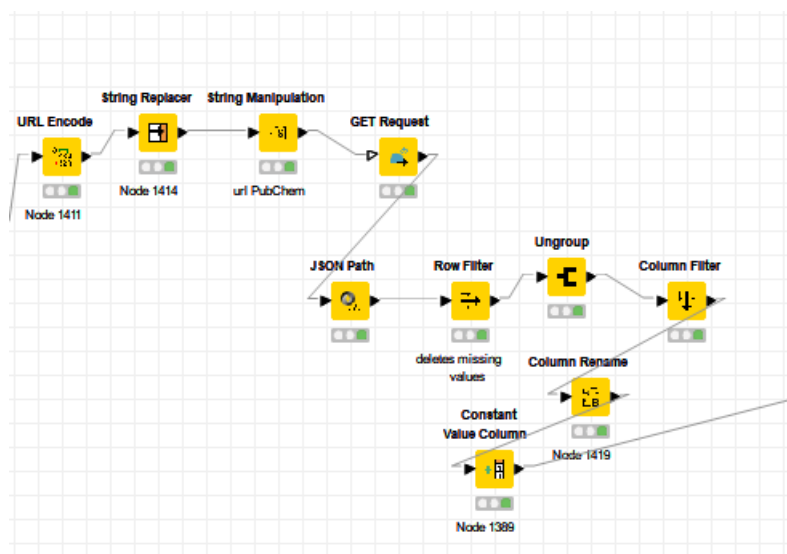 String Replacer
String Manipulation
URL Encode
GET Request
Node 1414
url PubChem
Node 1411
Ungroup
JSON Path
Row Filter
Column Filter
deletes missing
values
Column Rename
Constant
Value Column
Node 1419
Node 1389